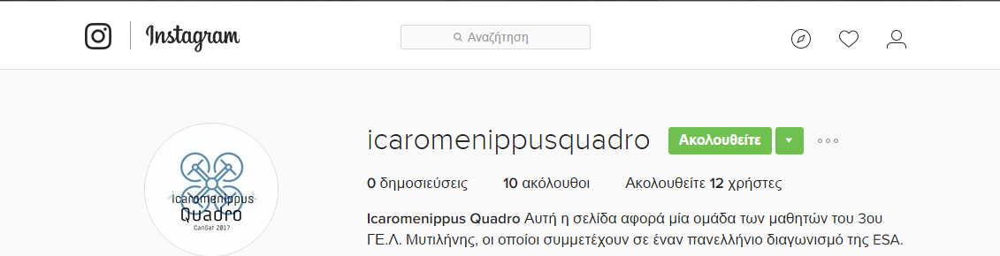 Instagram
Αναζήτηση
icaromenippusquadro Ακολουθείτε
0 δημοσιεύσεις 10 ακόλουθοι Ακολουθείτε 12 χρήστες
Icaromenippus Quadro Αυτή η σελίδα αφορά μία ομάδα των μαθητών του 3ου
ΓΕ.Λ. Μυτιλήνης, οι οποίοι συμμετέχουν σε έναν πανελλήνιο διαγωνισμό της ESA.
Icaromenippus
Quadro
CanSat 2017